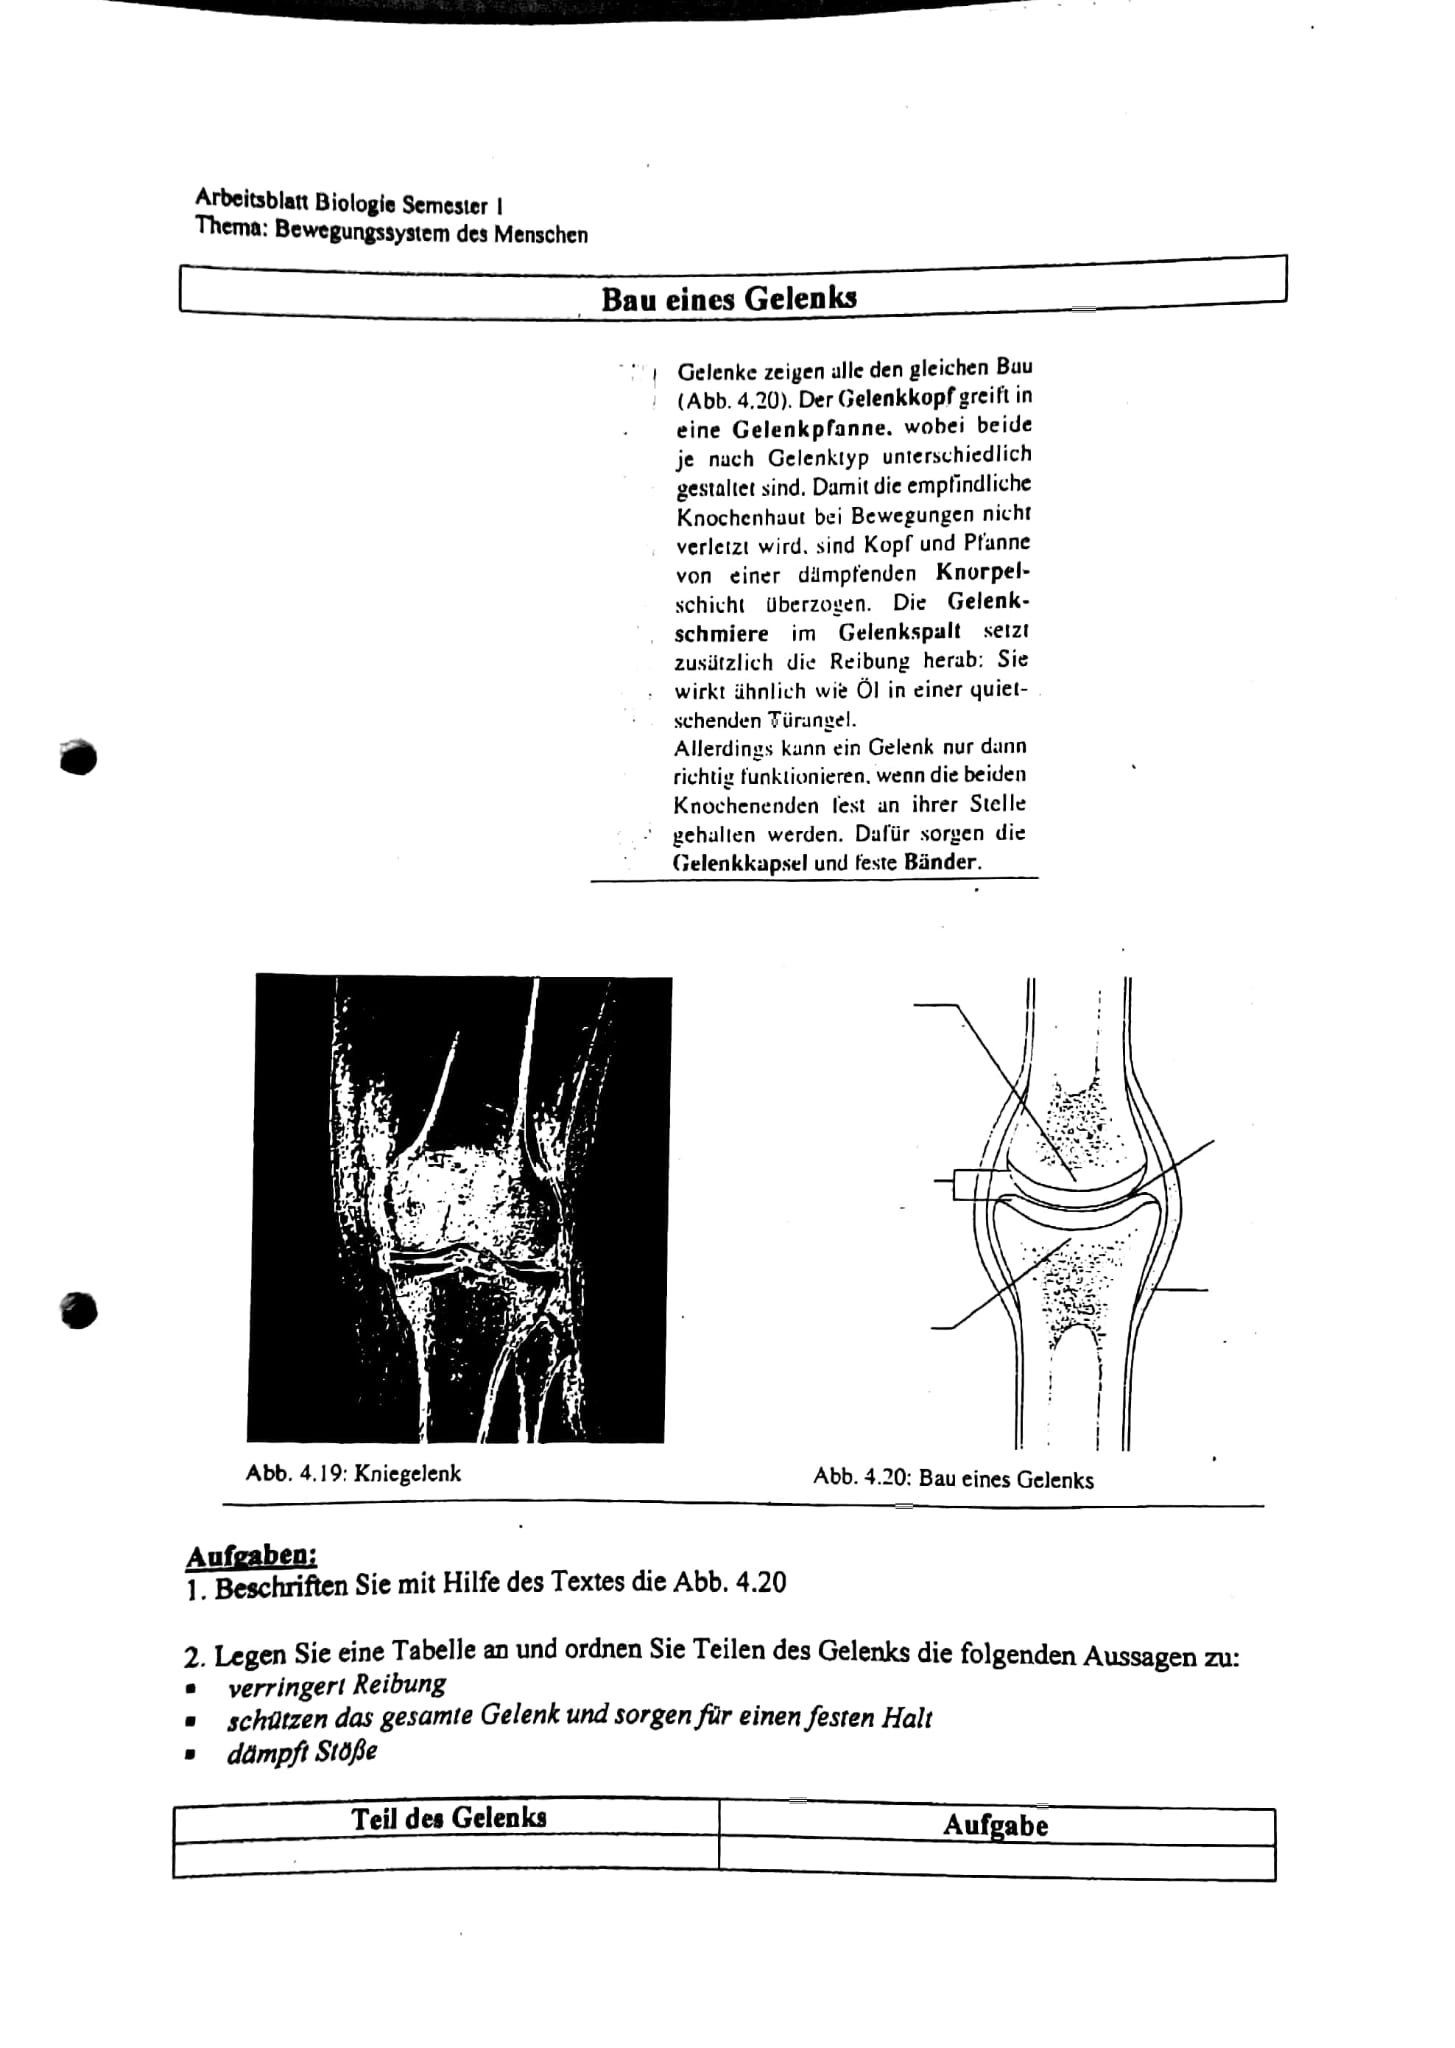 Arbeitsblatt Biologie Semester I
Thema: Bewegungssystem des Menschen
Bau eines Gelenks
Gelenke zeigen alle den gleichen Bau
(Abb. 4.20). Der Gelenkkopf greift in
eine Gelenkpfanne, wobei beide
je nach Gelenktyp unterschiedlich
gestaltet sind. Damit die empfindliche
Knochenhaut bei Bewegungen nicht
verletzt wird, sind Kopf und Pfanne
von einer dämpfenden Knorpel-
schicht überzogen. Die Gelenk-
schmiere im Gelenkspalt setzt
zusätzlich die Reibung herab: Sie
wirkt ähnlich wie Öl in einer quiet-
schenden Türangel.
Allerdings kann ein Gelenk nur dann
richtig funktionieren, wenn die beiden
Knochenenden fest an ihrer Stelle
gehalten werden. Dafür sorgen die
Gelenkkapsel und feste Bänder.
Abb. 4.19: Kniegelenk
Abb. 4.20: Bau eines Gelenks
Aufgaben:
1. Beschriften Sie mit Hilfe des Textes die Abb. 4.20
2. Legen Sie eine Tabelle an und ordnen Sie Teilen des Gelenks die folgenden Aussagen zu:
▪ verringert Reibung
▪ schützen das gesamte Gelenk und sorgen für einen festen Halt
▪ dämpft Stöße
Teil des Gelenks
Aufgabe